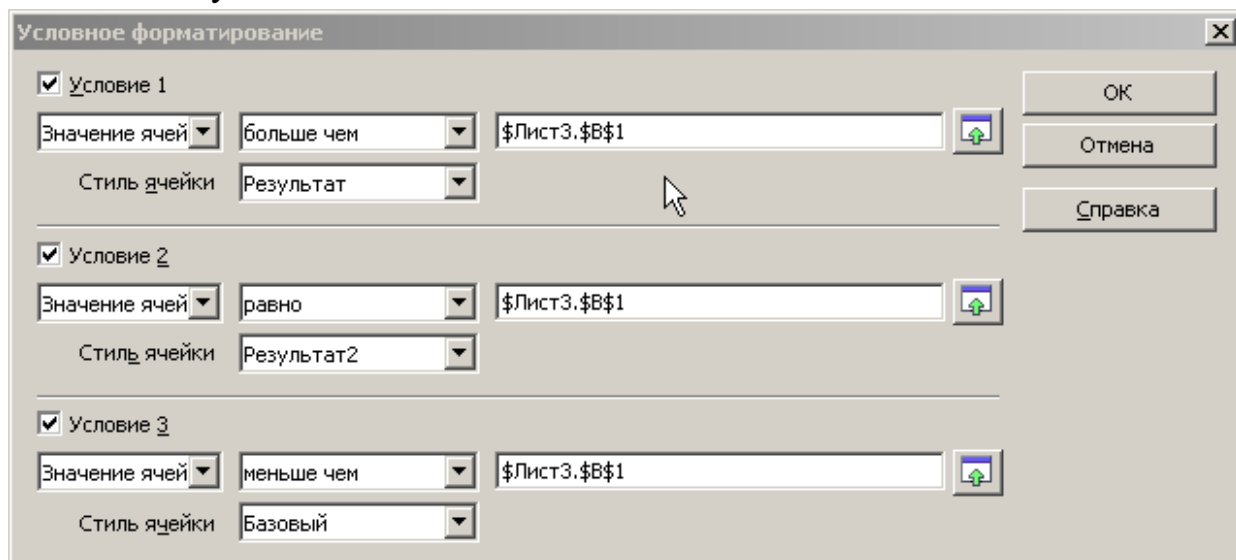 Условное форматирование
Условие 1
ОК
Значение ячей больше чем $Лист3.$B$1
Отмена
Стиль ячейки Результат
Справка
Условие 2
Значение ячей равно $Лист3.$B$1
Стиль ячейки Результат2
Условие 3
Значение ячей меньше чем $Лист3.$B$1
Стиль ячейки Базовый